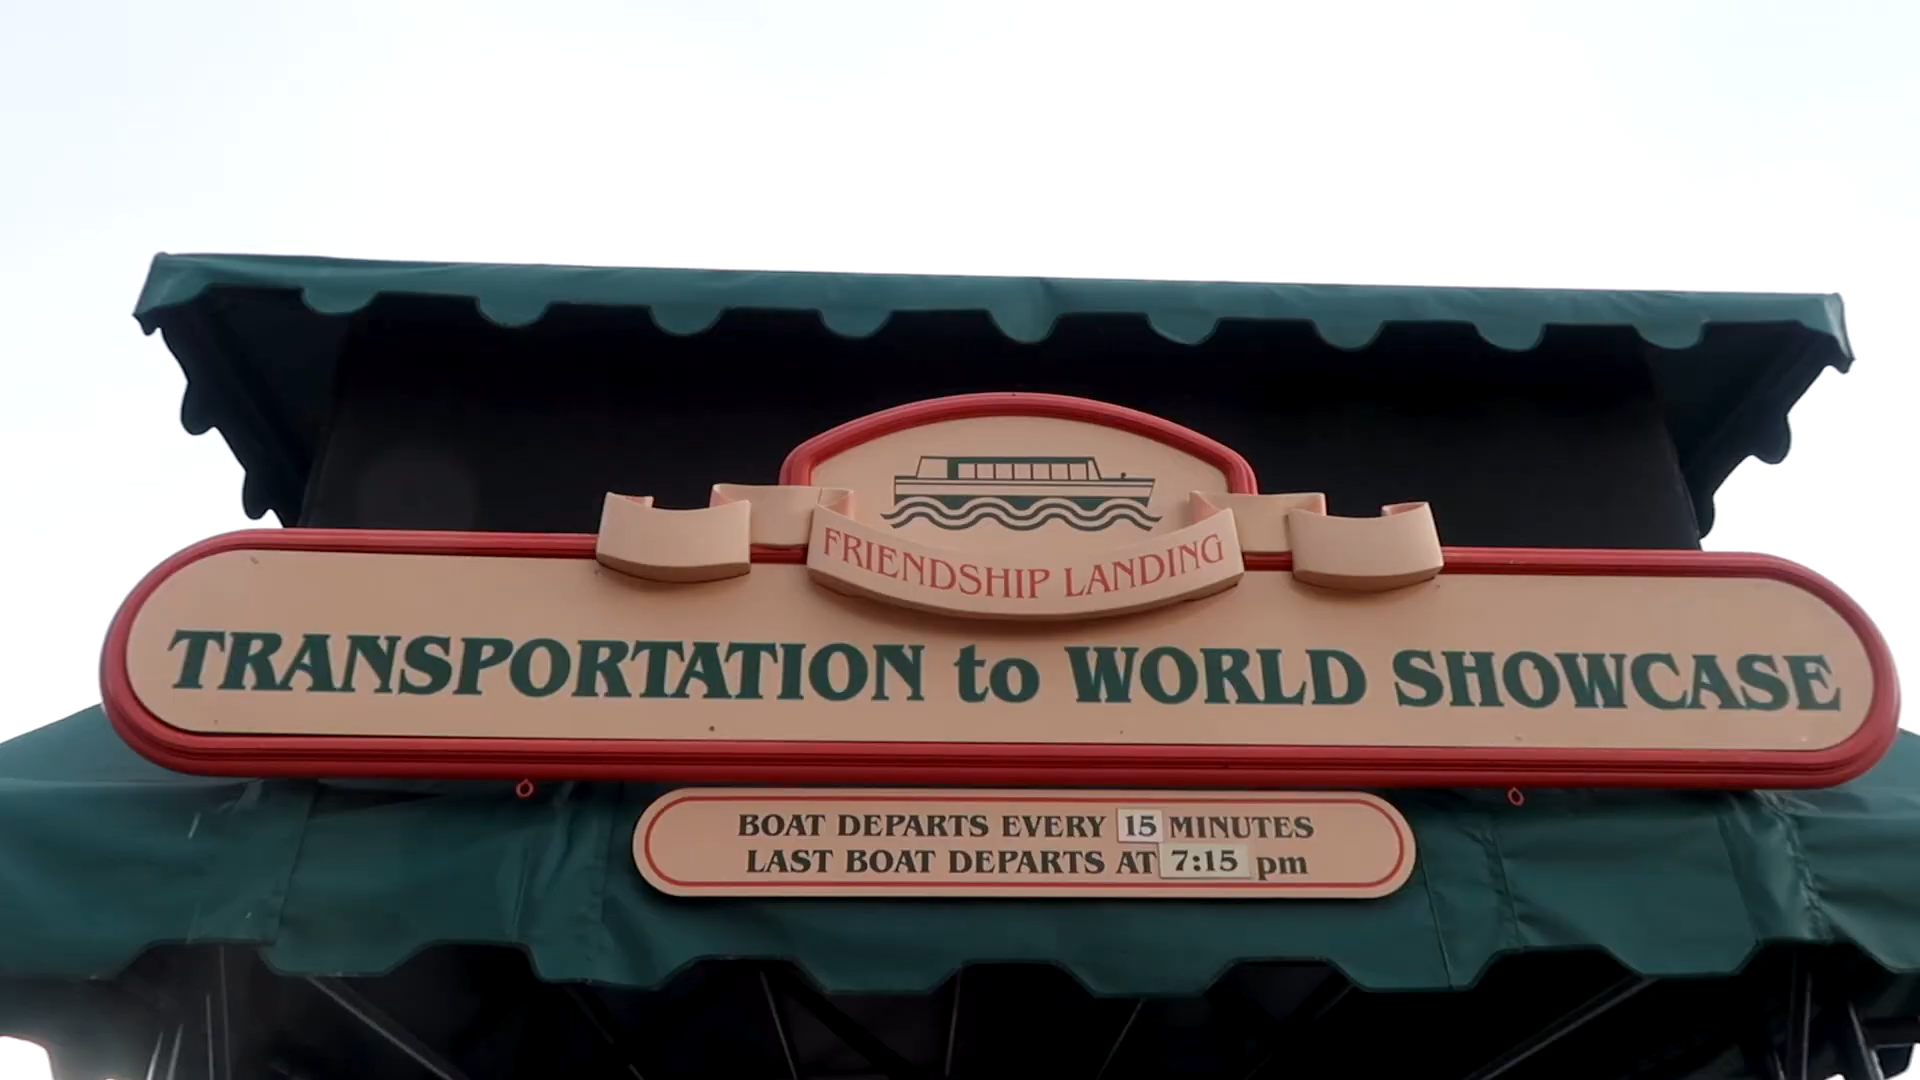 FRIENDSHIP LANDING
TRANSPORTATION to WORLD SHOWCASE
BOAT DEPARTS EVERY 15 MINUTES
LAST BOAT DEPARTS AT 7:15 pm